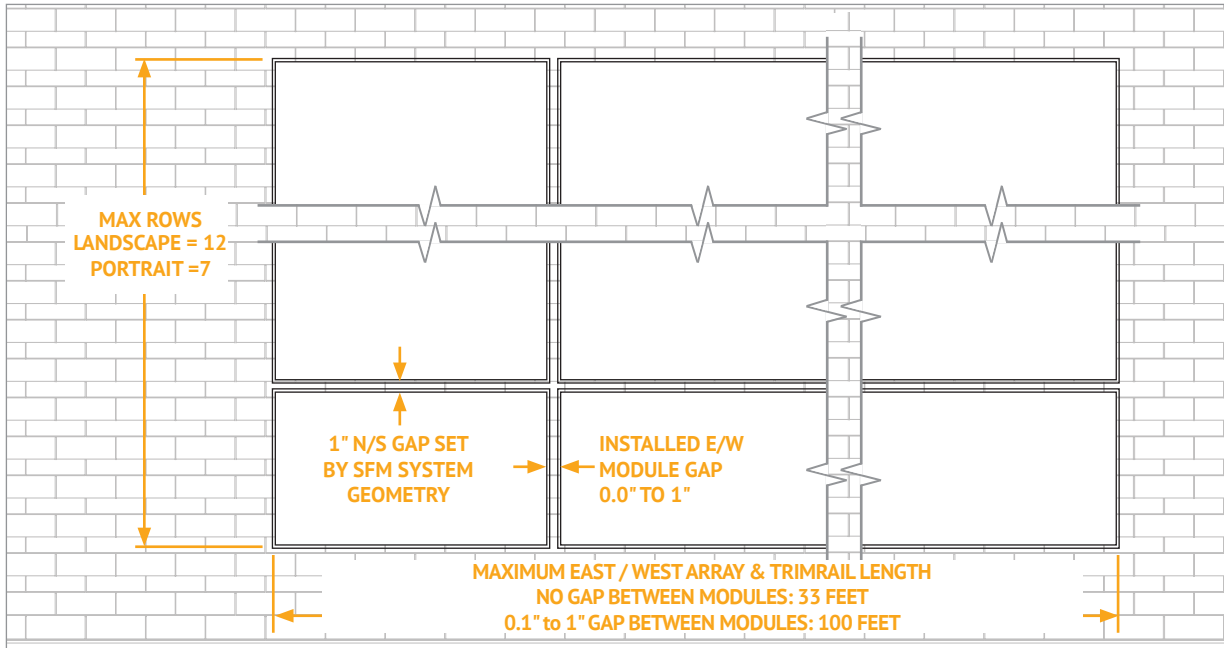 MAX ROWS
LANDSCAPE = 12
PORTRAIT =7
1" N/S GAP SET
BY SFM SYSTEM
GEOMETRY
INSTALLED E/W
MODULE GAP
0.0" TO 1"
MAXIMUM EAST / WEST ARRAY & TRIMRAIL LENGTH
NO GAP BETWEEN MODULES: 33 FEET
0.1" to 1" GAP BETWEEN MODULES: 100 FEET